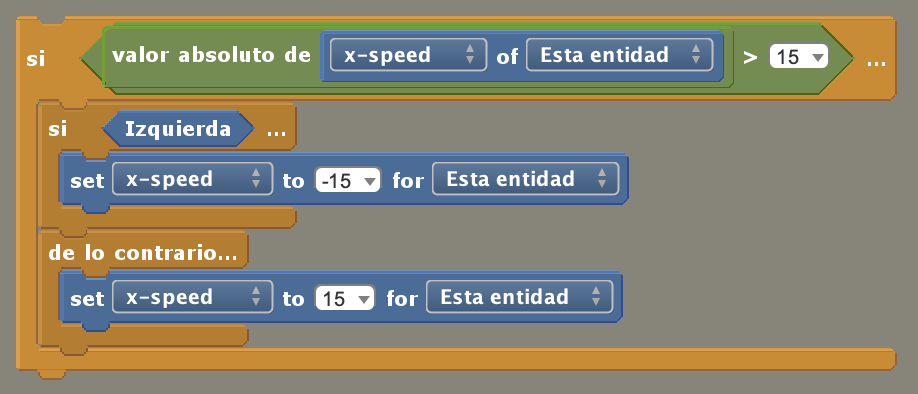 si valor absoluto de x-speed of Esta entidad > 15 ...
si Izquierda ...
set x-speed to -15 for Esta entidad
de lo contrario...
set x-speed to 15 for Esta entidad